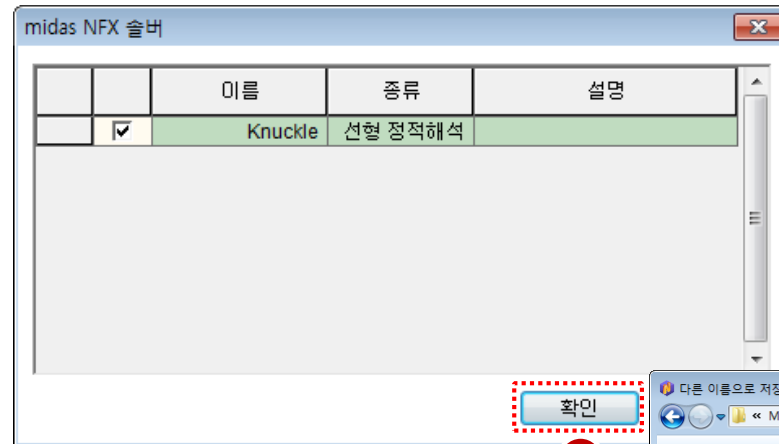 midas NFX 솔버
이름 종류 설명
Knuckle 선형 정적해석
확인
다른 이름으로 저장
« M